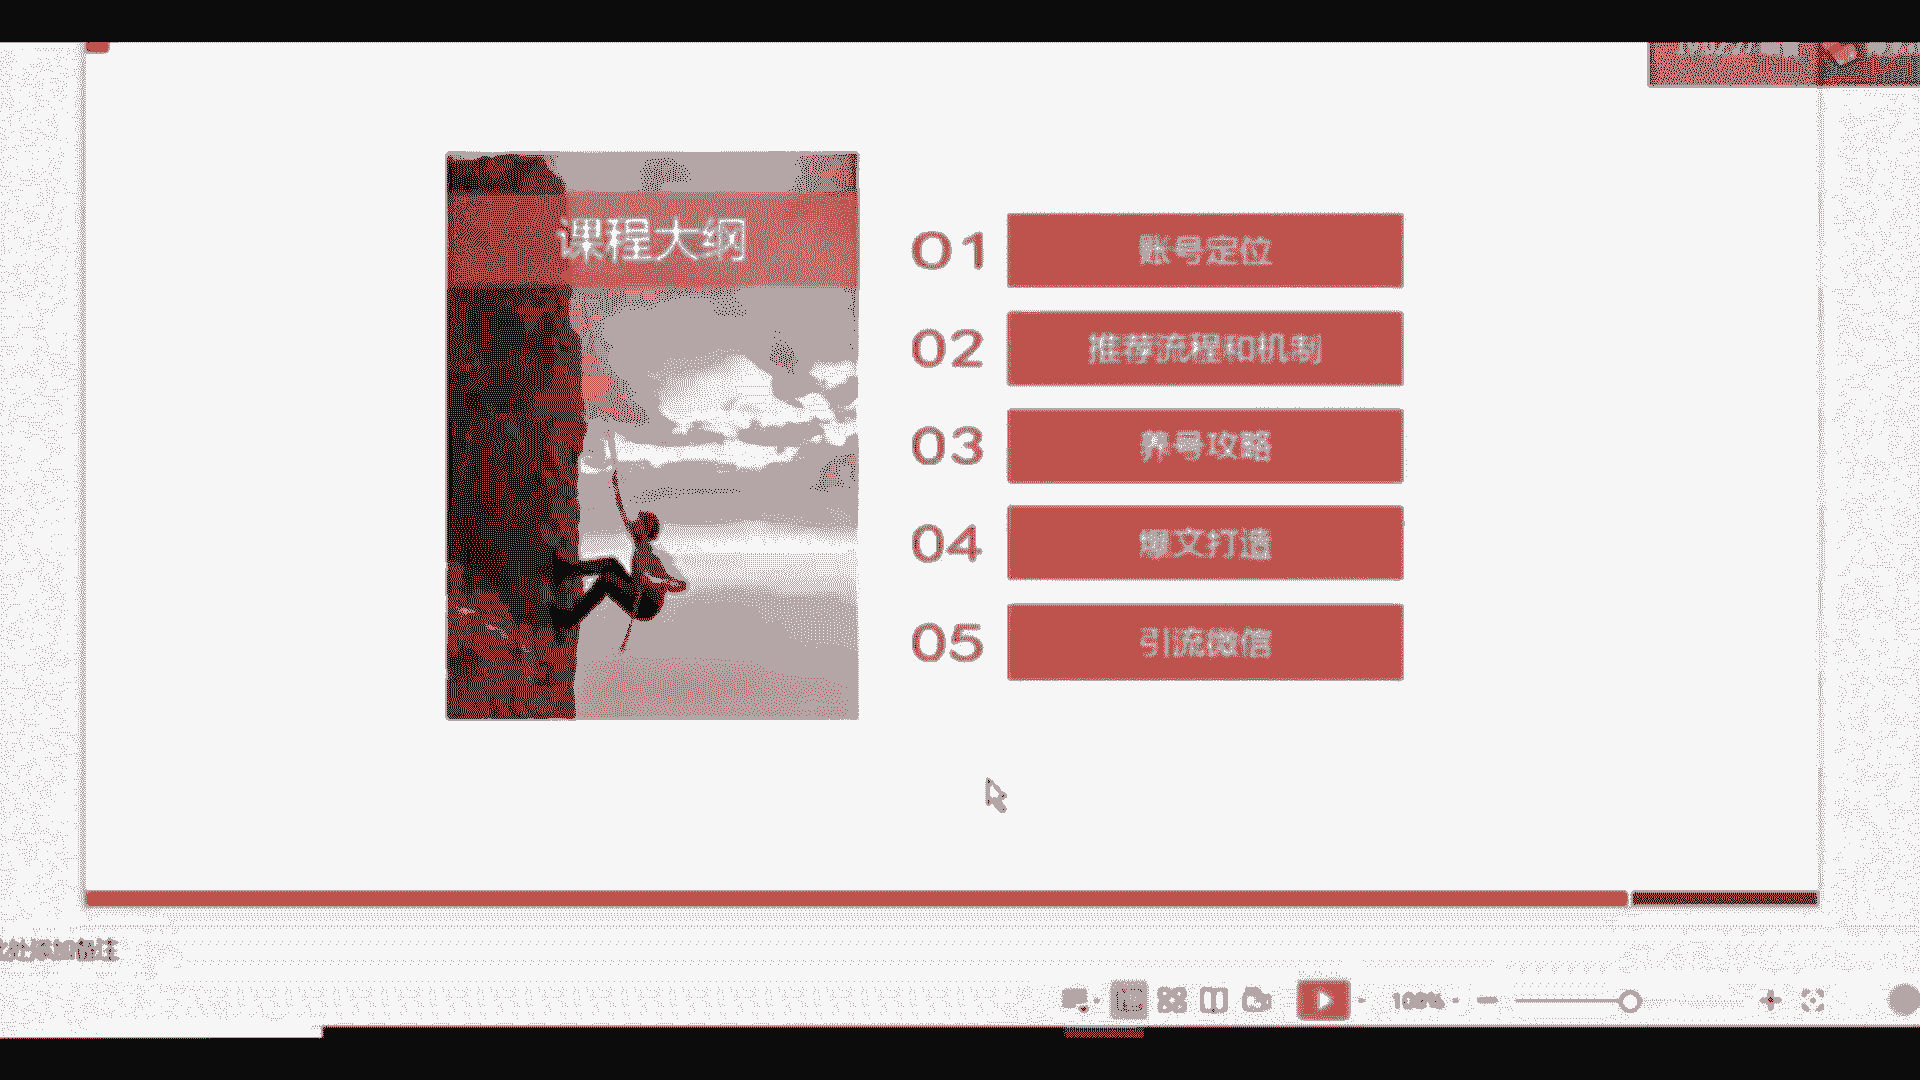 课程大纲
01 账号定位
02 推荐流程和机制
03 养号攻略
04 爆文打造
05 引流微信
处添加备注
100%